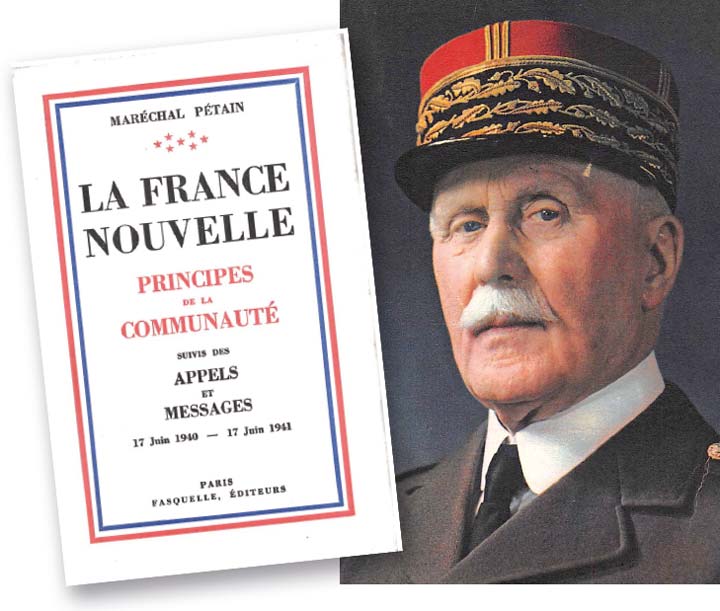 MARÉCHAL PÉTAIN
LA FRANCE
NOUVELLE
PRINCIPES
DE LA
COMMUNAUTÉ
SUIVIS DES
APPELS
ET
MESSAGES
17 Juin 1940 — 17 Juin 1941
PARIS
FASQUELLE, ÉDITEURS